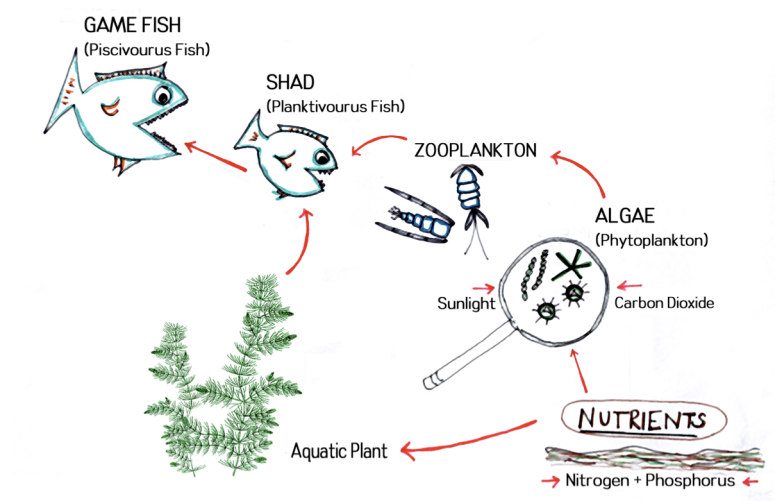 GAME FISH
(Piscivourus Fish)
SHAD
(Planktivourus Fish)
ZOOPLANKTON
ALGAE
(Phytoplankton)
Sunlight
Carbon Dioxide
NUTRIENTS
Aquatic Plant
Nitrogen + Phosphorus